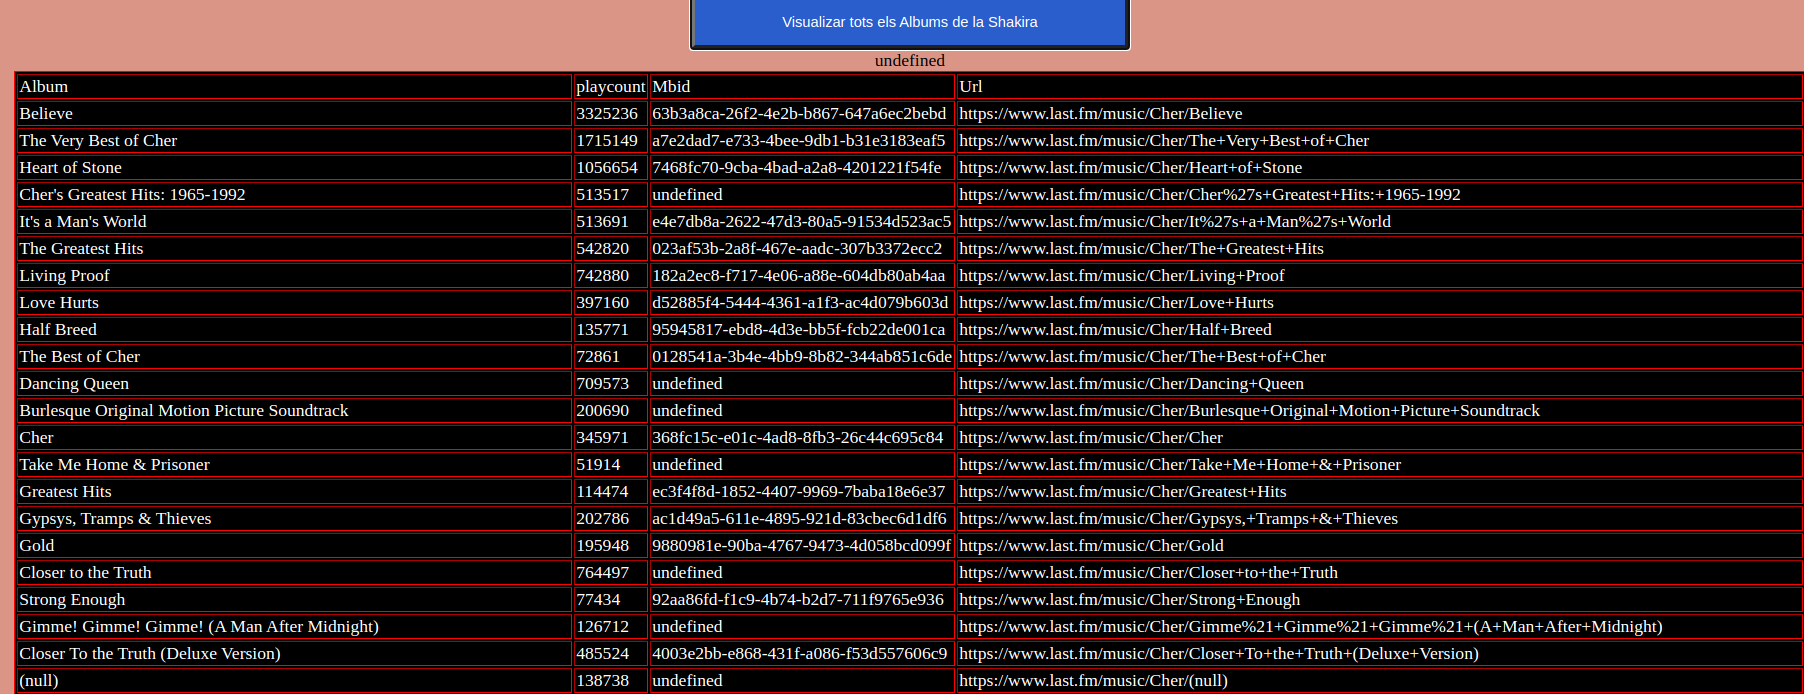 Visualizar tots els Albums de la Shakira
undefined
Album playcount Mbid Url
Believe 3325236 63b3a8ca-26f2-4e2b-b867-647a6ec2bebd https://www.last.fm/music/Cher/Believe
The Very Best of Cher 1715149 a7e2dad7-e733-4bee-9db1-b31e3183eaf5 https://www.last.fm/music/Cher/The+Very+Best+of+Cher
Heart of Stone 1056654 7468fc70-9cba-4bad-a2a8-4201221f54fe https://www.last.fm/music/Cher/Heart+of+Stone
Cher's Greatest Hits: 1965-1992 513517 undefined https://www.last.fm/music/Cher/Cher%27s+Greatest+Hits:+1965-1992
It's a Man's World 513691 e4e7db8a-2622-47d3-80a5-91534d523ac5 https://www.last.fm/music/Cher/It%27s+a+Man%27s+World
The Greatest Hits 542820 023af53b-2a8f-467e-aadc-307b3372ecc2 https://www.last.fm/music/Cher/The+Greatest+Hits
Living Proof 742880 182a2ec8-f717-4e06-a88e-604db80ab4aa https://www.last.fm/music/Cher/Living+Proof
Love Hurts 397160 d52885f4-5444-4361-a1f3-ac4d079b603d https://www.last.fm/music/Cher/Love+Hurts
Half Breed 135771 95945817-ebd8-4d3e-bb5f-fcb22de001ca https://www.last.fm/music/Cher/Half+Breed
The Best of Cher 72861 0128541a-3b4e-4bb9-8b82-344ab851c6de https://www.last.fm/music/Cher/The+Best+of+Cher
Dancing Queen 709573 undefined https://www.last.fm/music/Cher/Dancing+Queen
Burlesque Original Motion Picture Soundtrack 200690 undefined https://www.last.fm/music/Cher/Burlesque+Original+Motion+Picture+Soundtrack
Cher 345971 368fc15c-e01c-4ad8-8fb3-26c44c695c84 https://www.last.fm/music/Cher/Cher
Take Me Home & Prisoner 51914 undefined https://www.last.fm/music/Cher/Take+Me+Home+&+Prisoner
Greatest Hits 114474 ec3f4f8d-1852-4407-9969-7baba18e6e37 https://www.last.fm/music/Cher/Greatest+Hits
Gypsys, Tramps & Thieves 202786 ac1d49a5-611e-4895-921d-83cbec6d1df6 https://www.last.fm/music/Cher/Gypsys,+Tramps+&+Thieves
Gold 195948 9880981e-90ba-4767-9473-4d058bcd099f https://www.last.fm/music/Cher/Gold
Closer to the Truth 764497 undefined https://www.last.fm/music/Cher/Closer+to+the+Truth
Strong Enough 77434 92aa86fd-f1c9-4b74-b2d7-711f9765e936 https://www.last.fm/music/Cher/Strong+Enough
Gimme! Gimme! Gimme! (A Man After Midnight) 126712 undefined https://www.last.fm/music/Cher/Gimme%21+Gimme%21+Gimme%21+(A+Man+After+Midnight)
Closer To the Truth (Deluxe Version) 485524 4003e2bb-e868-431f-a086-f53d557606c9 https://www.last.fm/music/Cher/Closer+To+the+Truth+(Deluxe+Version)
(null) 138738 undefined https://www.last.fm/music/Cher/(null)